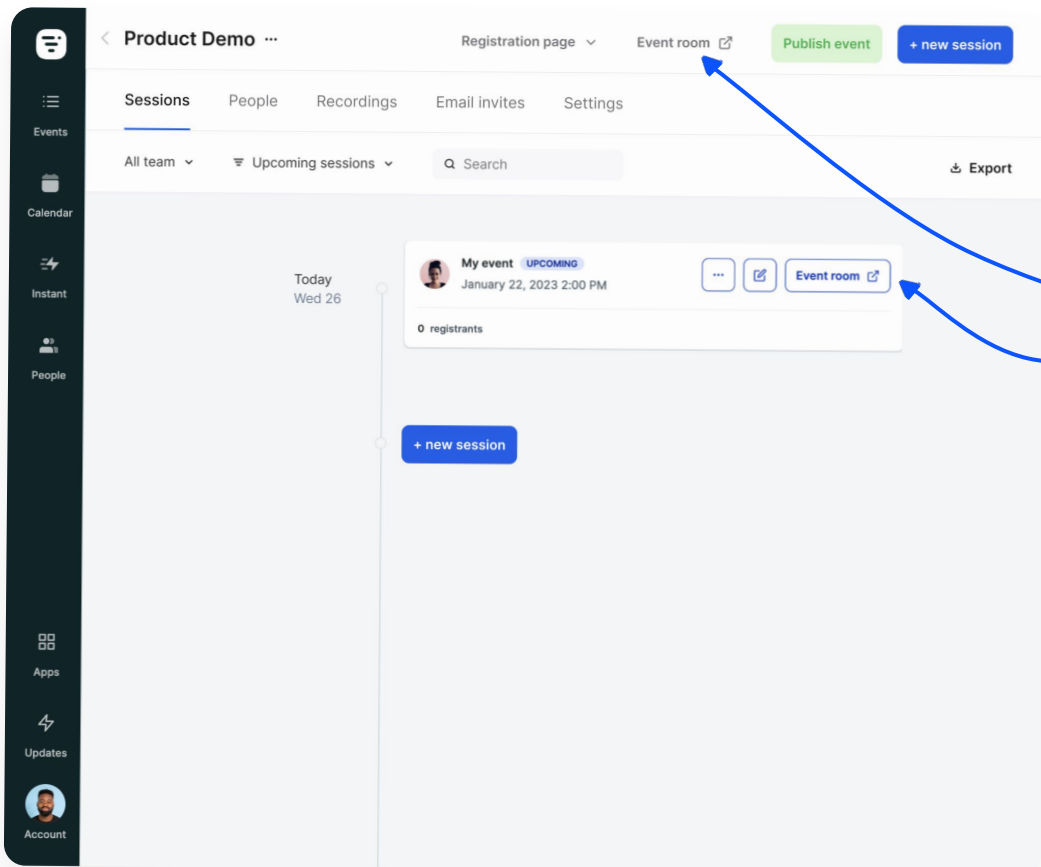 Product Demo ···
Registration page
Event room
Publish event
+ new session
Events
Calendar
Instant
People
Apps
Updates
Account
Sessions
People
Recordings
Email invites
Settings
All team
Upcoming sessions
Search
Export
Today
Wed 26
My event UPCOMING
January 22, 2023 2:00 PM
···
Event room
0 registrants
+ new session